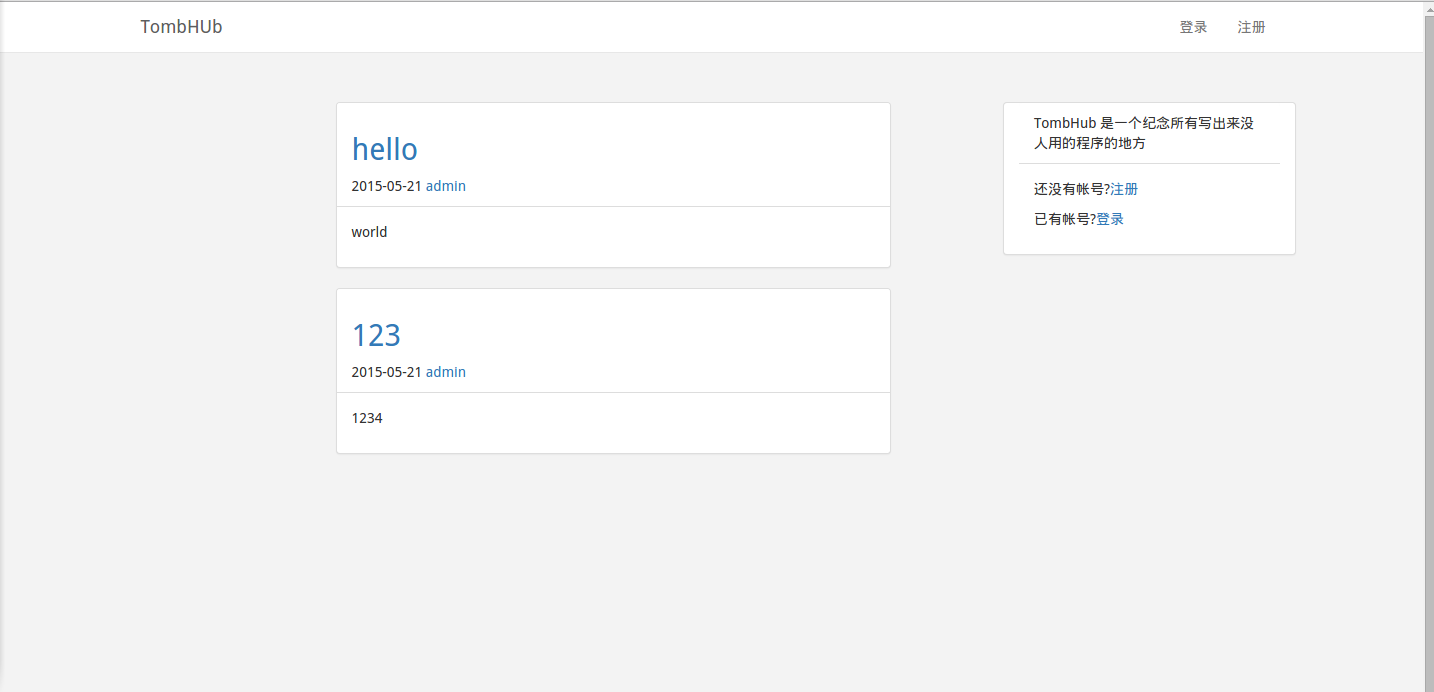 TombHUb
登录 注册
hello
2015-05-21 admin
world
123
2015-05-21 admin
1234
TombHub 是一个纪念所有写出来没
人用的程序的地方
还没有帐号?注册
已有帐号?登录